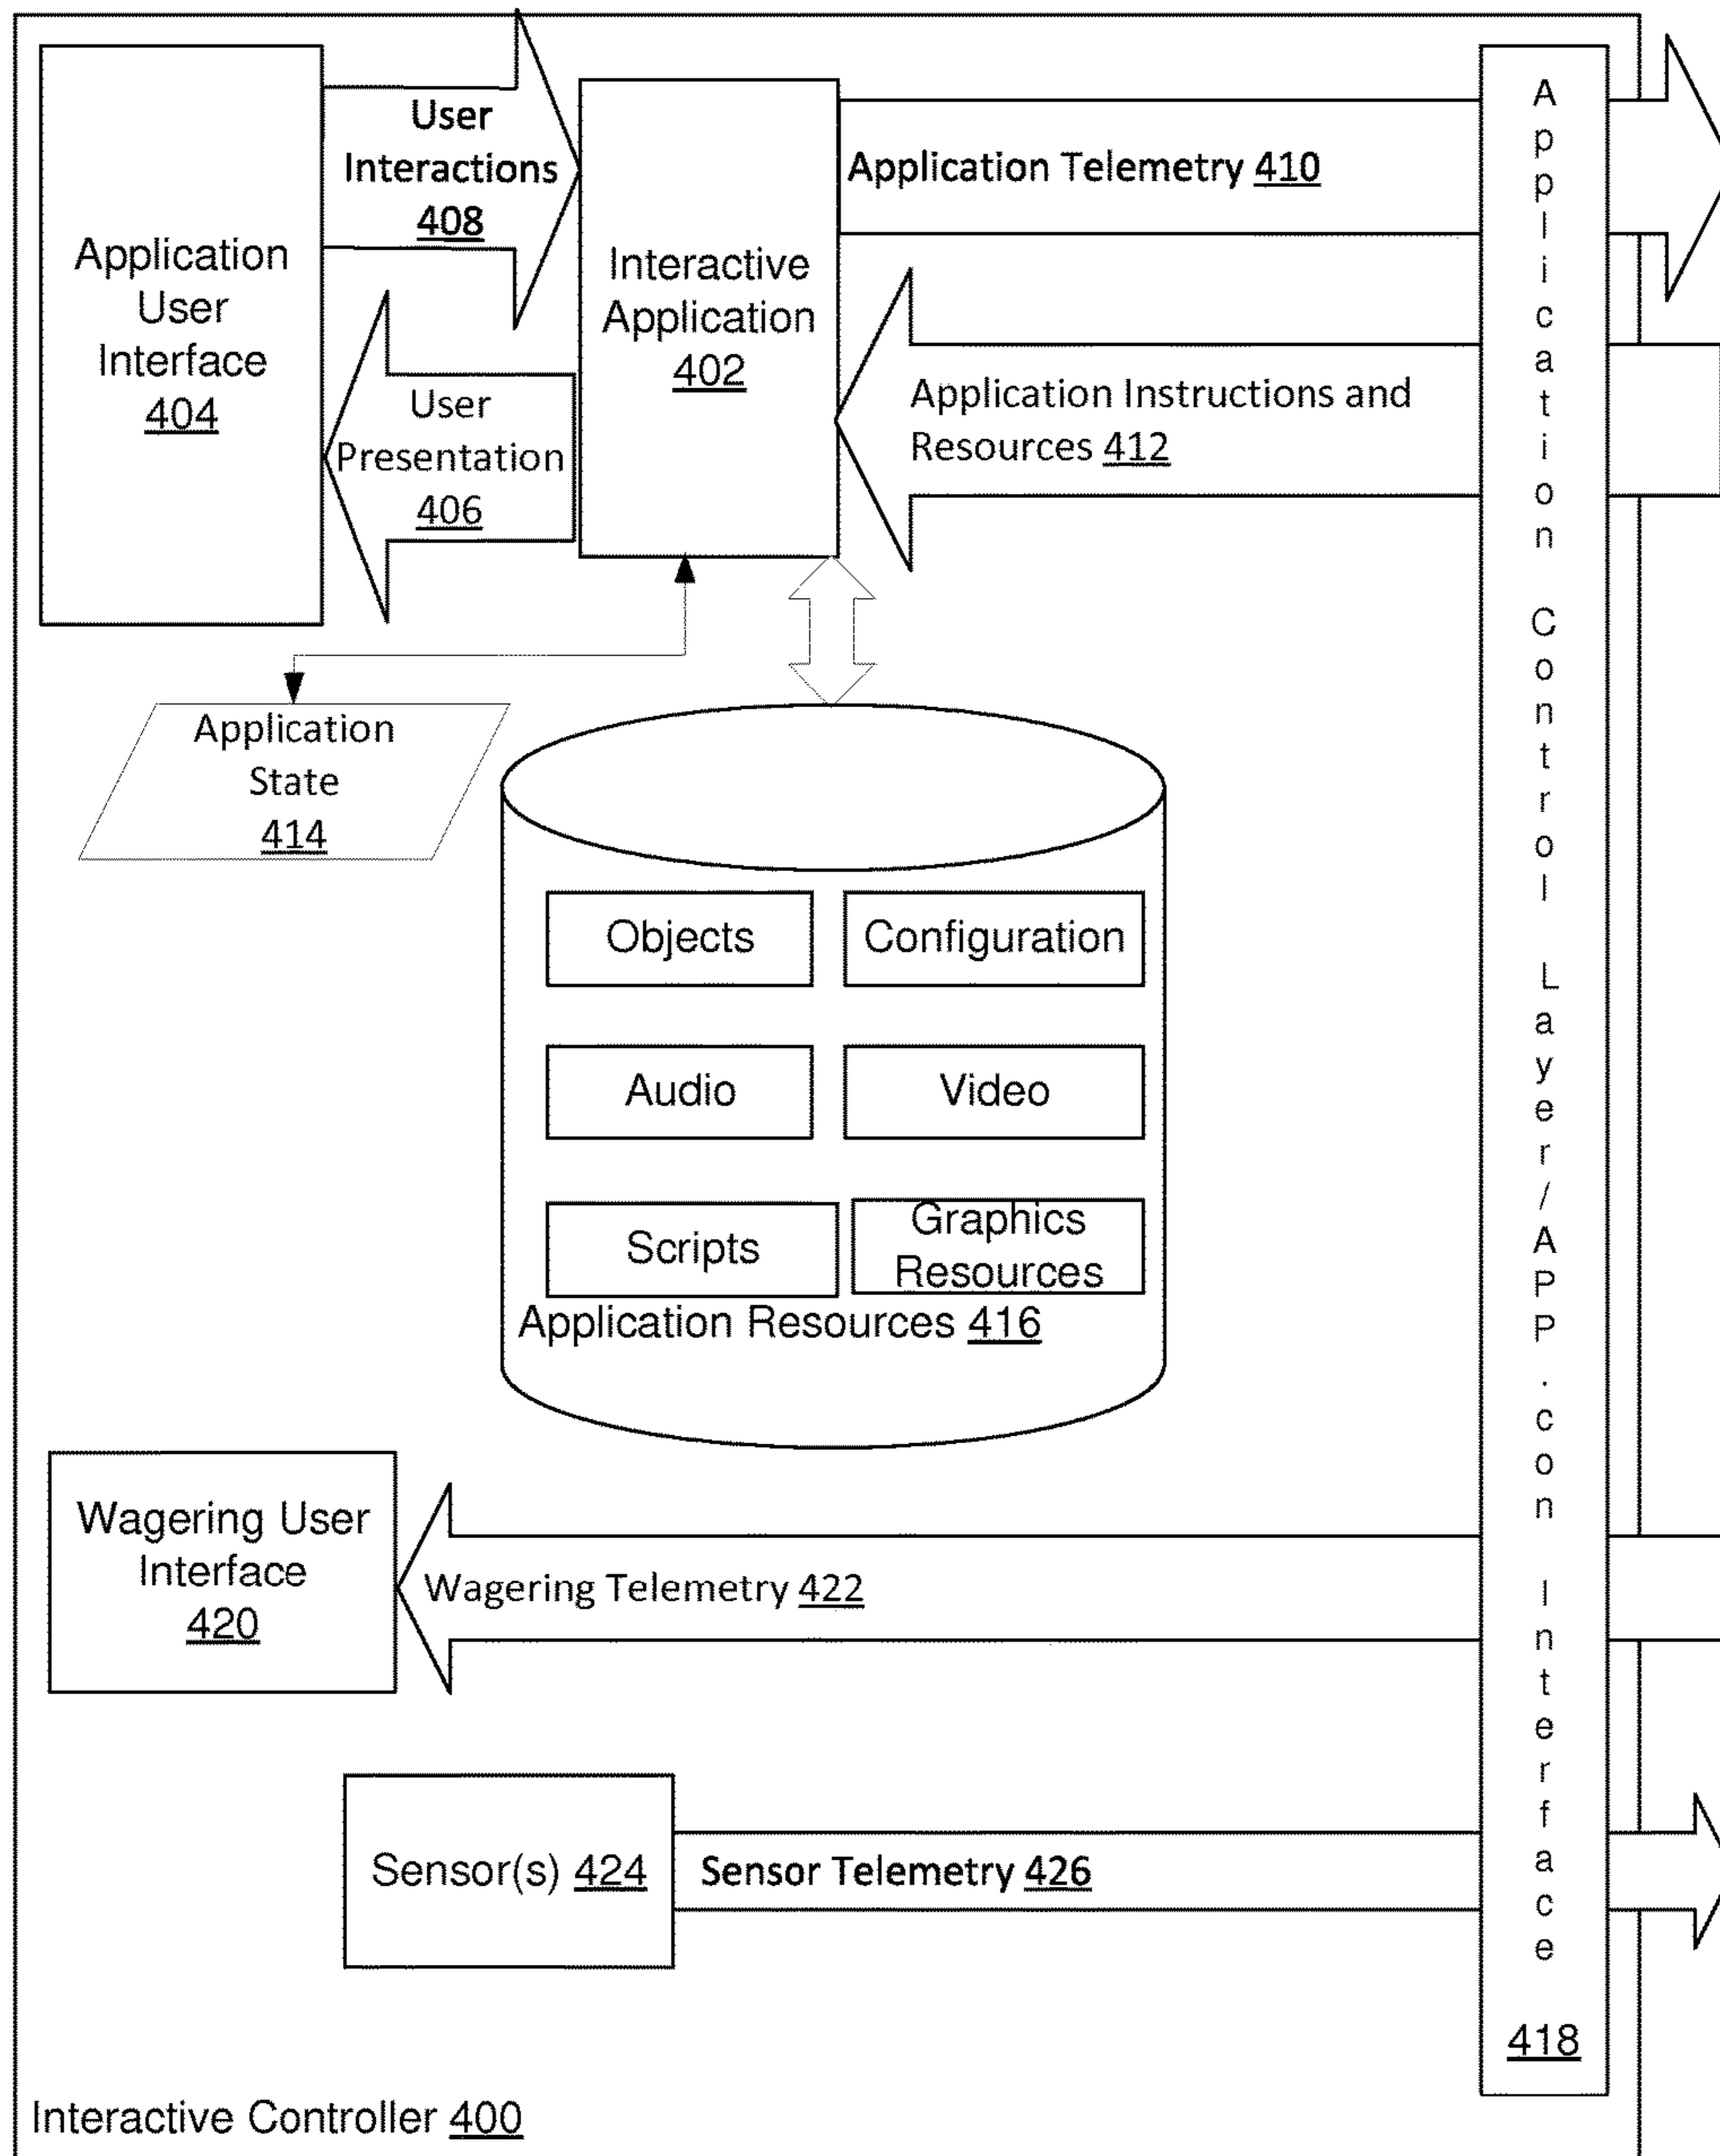 Application
User
Interface
404
User
Interactions
408
User
Presentation
406
Interactive
Application
402
Application Telemetry 410
Application Instructions and
Resources 412
Application
State
414
Objects
Configuration
Audio
Video
Scripts
Graphics
Resources
Application Resources 416
Wagering User
Interface
420
Wagering Telemetry 422
Sensor(s) 424
Sensor Telemetry 426
Application Control Layer/APP.con Interface
418
Interactive Controller 400